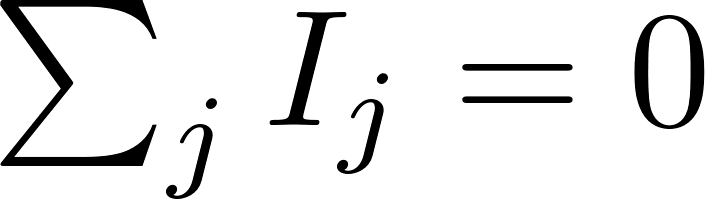 ∑_j I_j = 0